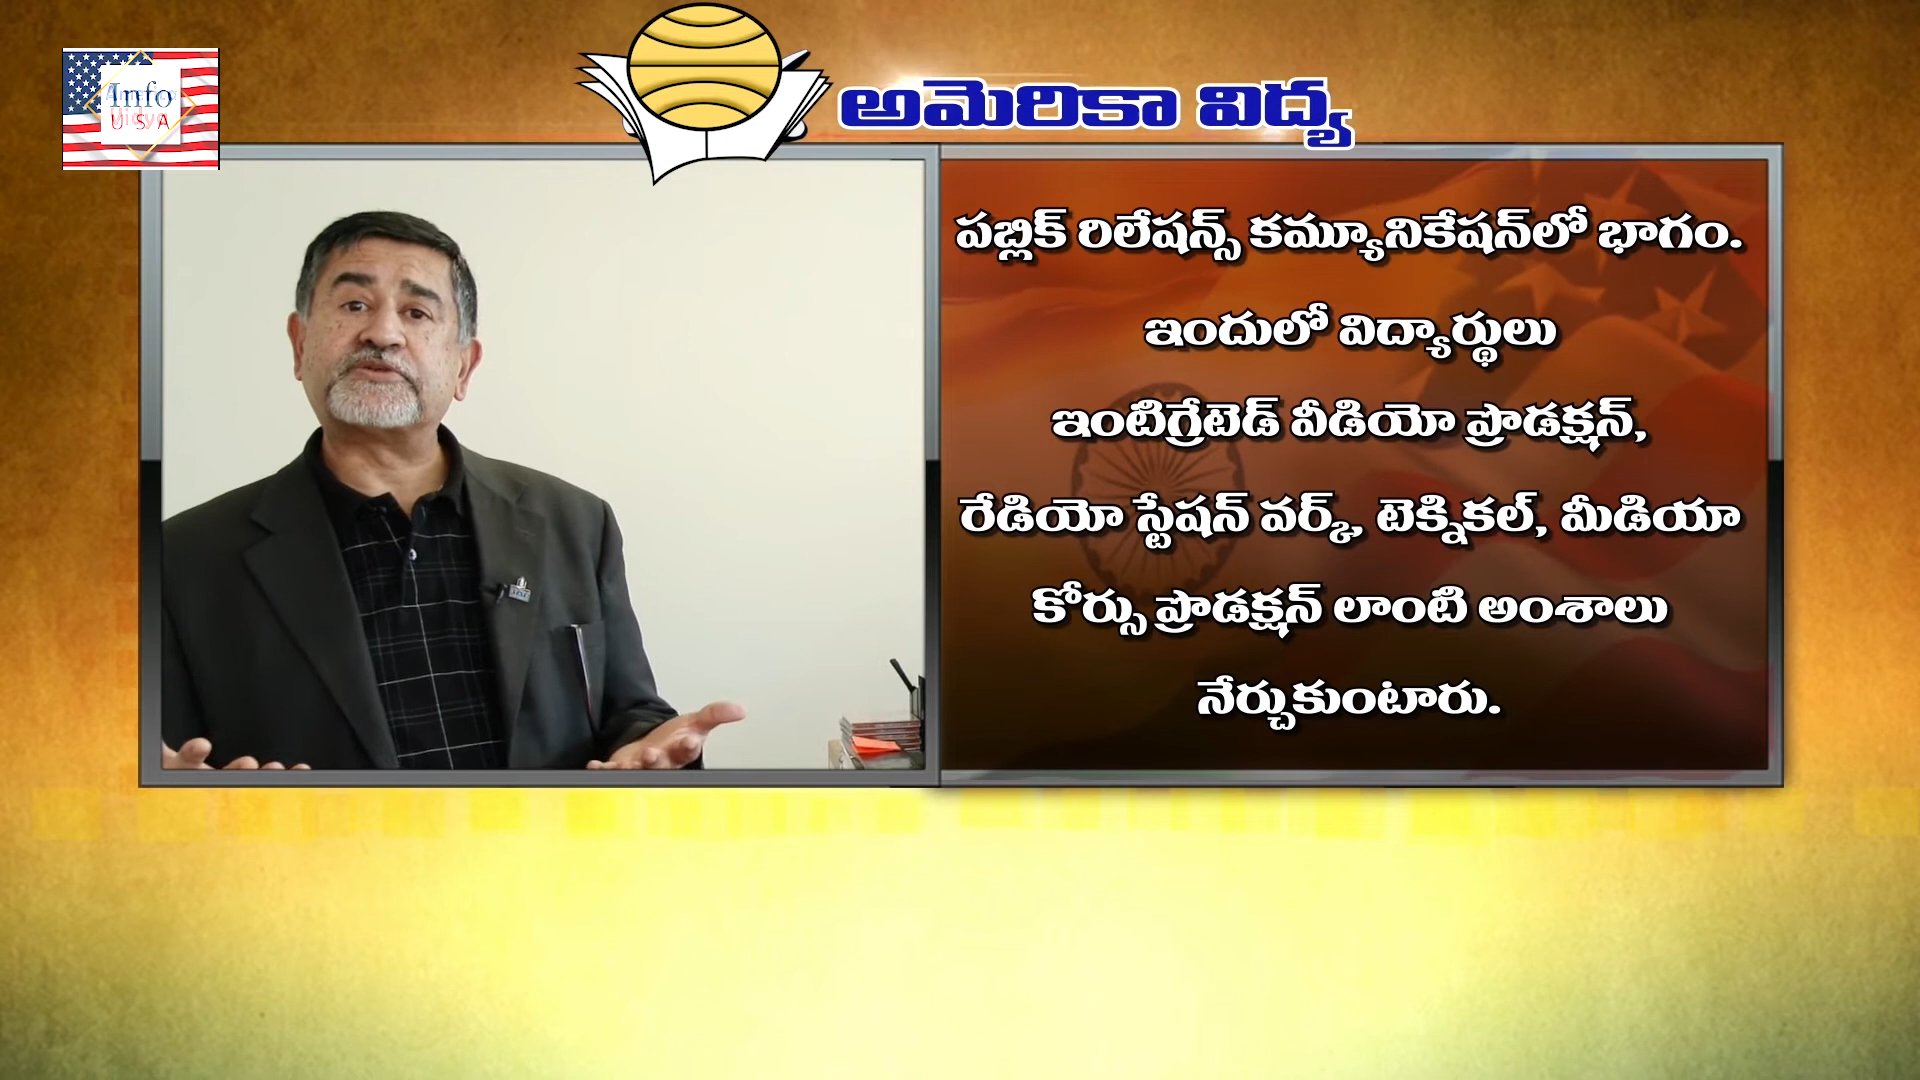 Info
USA
అమెరికా విద్య
పబ్లిక్ రిలేషన్స్ కమ్యూనికేషన్‌లో భాగం.
ఇందులో విద్యార్థులు
ఇంటిగ్రేటెడ్ వీడియో ప్రొడక్షన్,
రేడియో స్టేషన్ వర్క్, టెక్నికల్, మీడియా
కోర్సు ప్రొడక్షన్ లాంటి అంశాలు
నేర్చుకుంటారు.